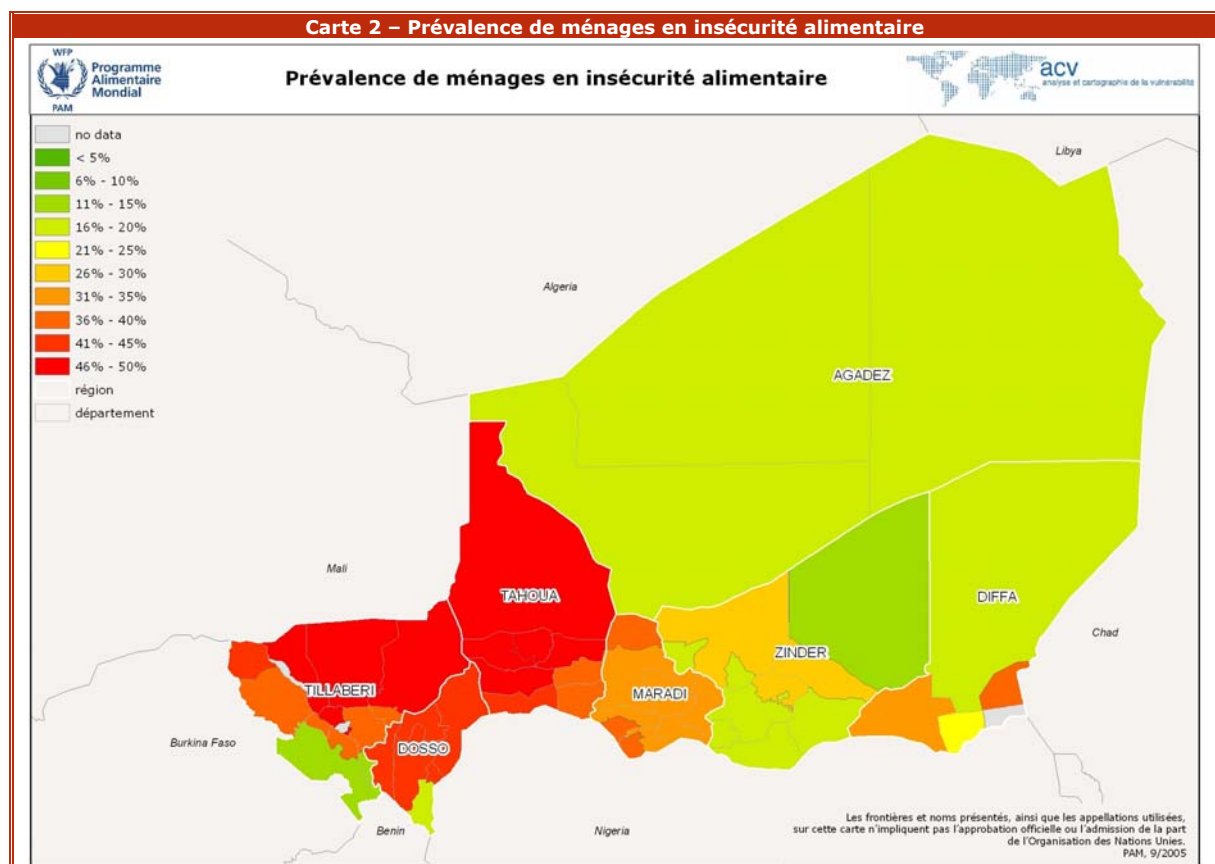 Carte 2 – Prévalence de ménages en insécurité alimentaire
WFP
Programme
Alimentaire
Mondial
PAM
Prévalence de ménages en insécurité alimentaire
acv
analyse et cartographie de la vulnérabilité
no data
< 5%
6% - 10%
11% - 15%
16% - 20%
21% - 25%
26% - 30%
31% - 35%
36% - 40%
41% - 45%
46% - 50%
région
département
Libya
Algeria
AGADEZ
Mali
TAHOUA
DIFFA
Chad
ZINDER
TILLABERI
MARADI
Burkina Faso
DOSSO
Benin
Nigeria
Les frontières et noms présentés, ainsi que les appellations utilisées,
sur cette carte n'impliquent pas l'approbation officielle ou l'admission de la part
de l'Organisation des Nations Unies.
PAM, 9/2005